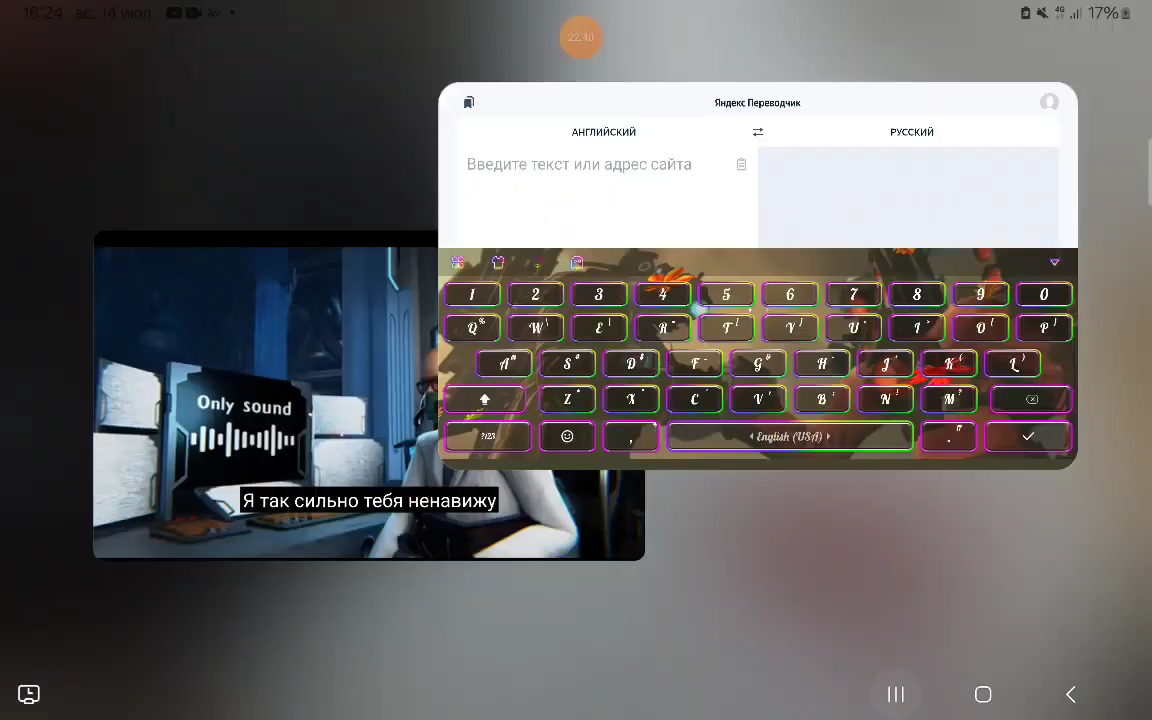 16:24 вс, 14 июл.
4G
17%
22:40
Яндекс Переводчик
АНГЛИЙСКИЙ
РУССКИЙ
Введите текст или адрес сайта
1 2 3 4 5 6 7 8 9 0
Q W E R T Y U I O P
A S D F G H J K L
Z X C V B N M
?123 , English (USA) .
Only sound
Я так сильно тебя ненавижу